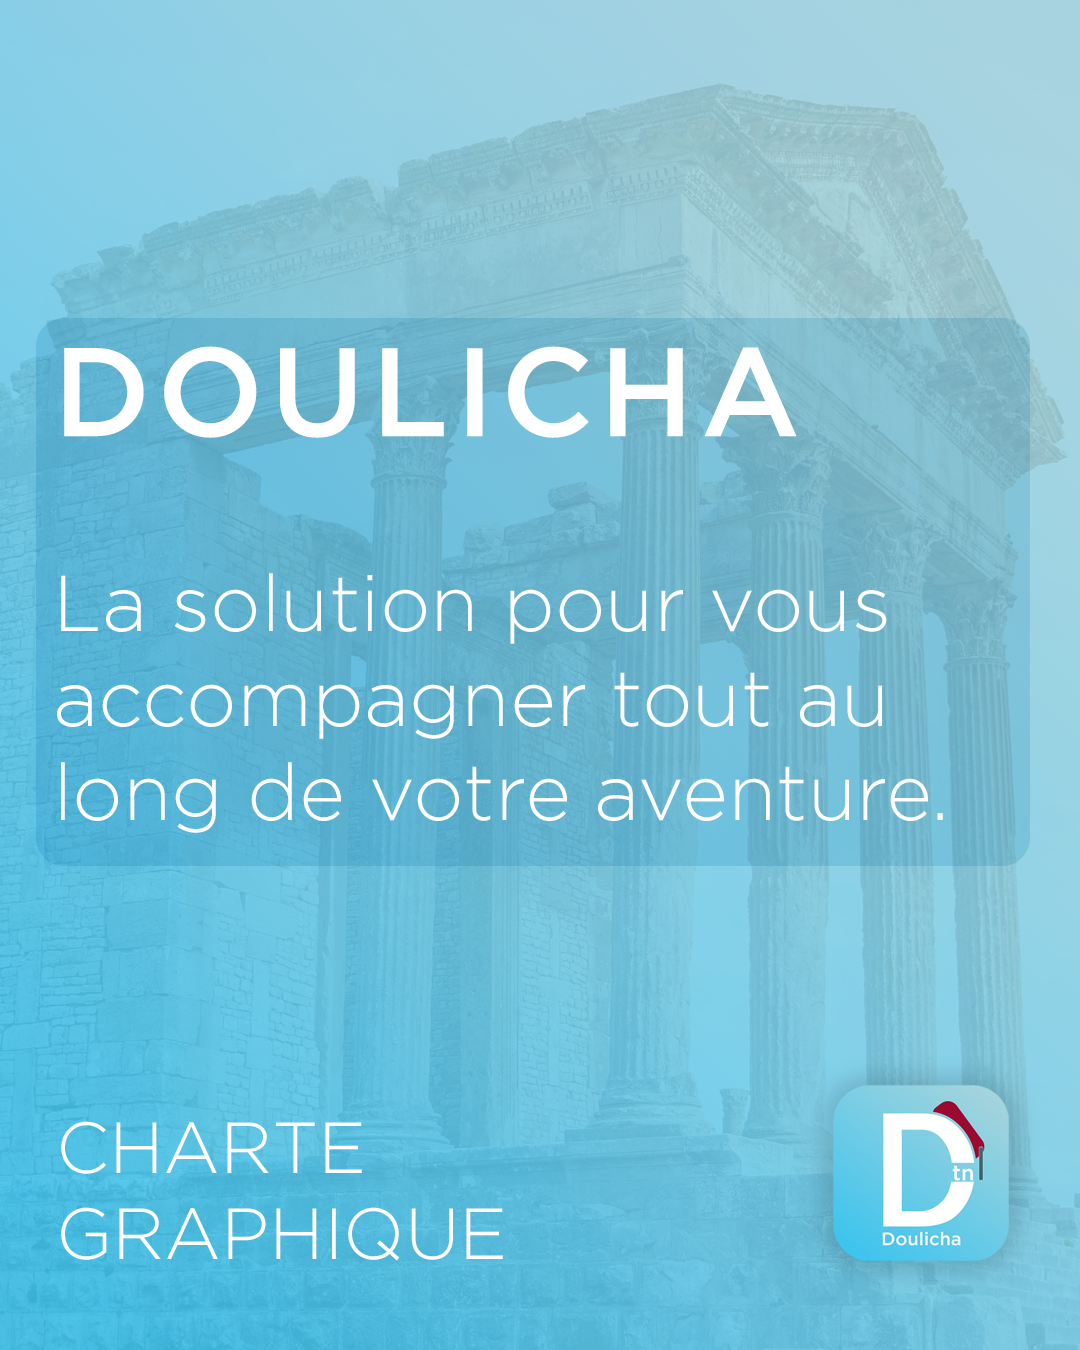 DOULICHA
La solution pour vous
accompagner tout au
long de votre aventure.
CHARTE
GRAPHIQUE
D
tn
Doulicha